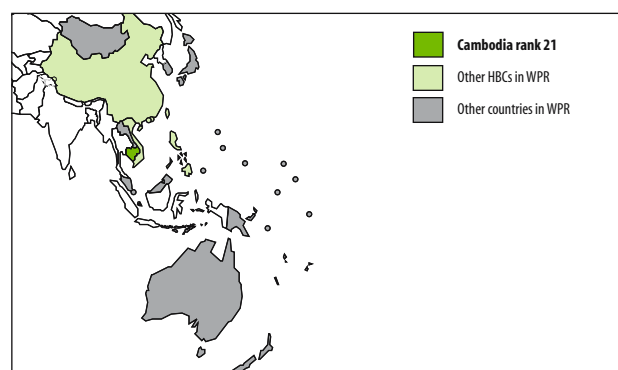 Cambodia rank 21
Other HBCs in WPR
Other countries in WPR